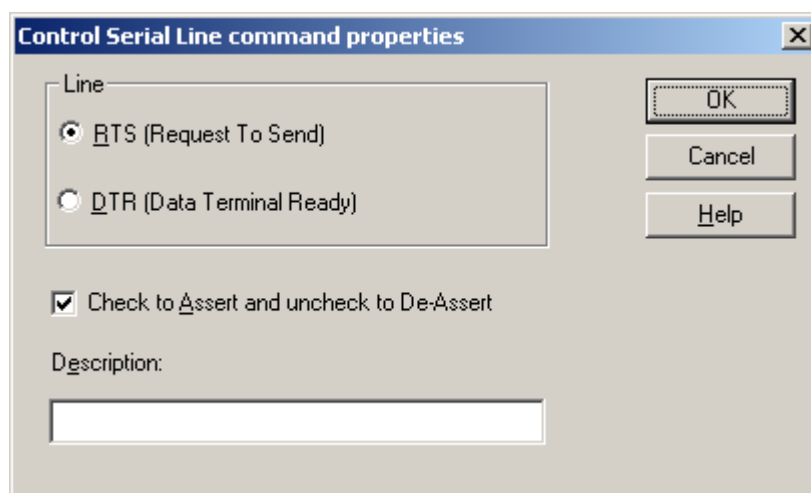 Control Serial Line command properties
Line
RTS (Request To Send)
DTR (Data Terminal Ready)
OK
Cancel
Help
Check to Assert and uncheck to De-Assert
Description: